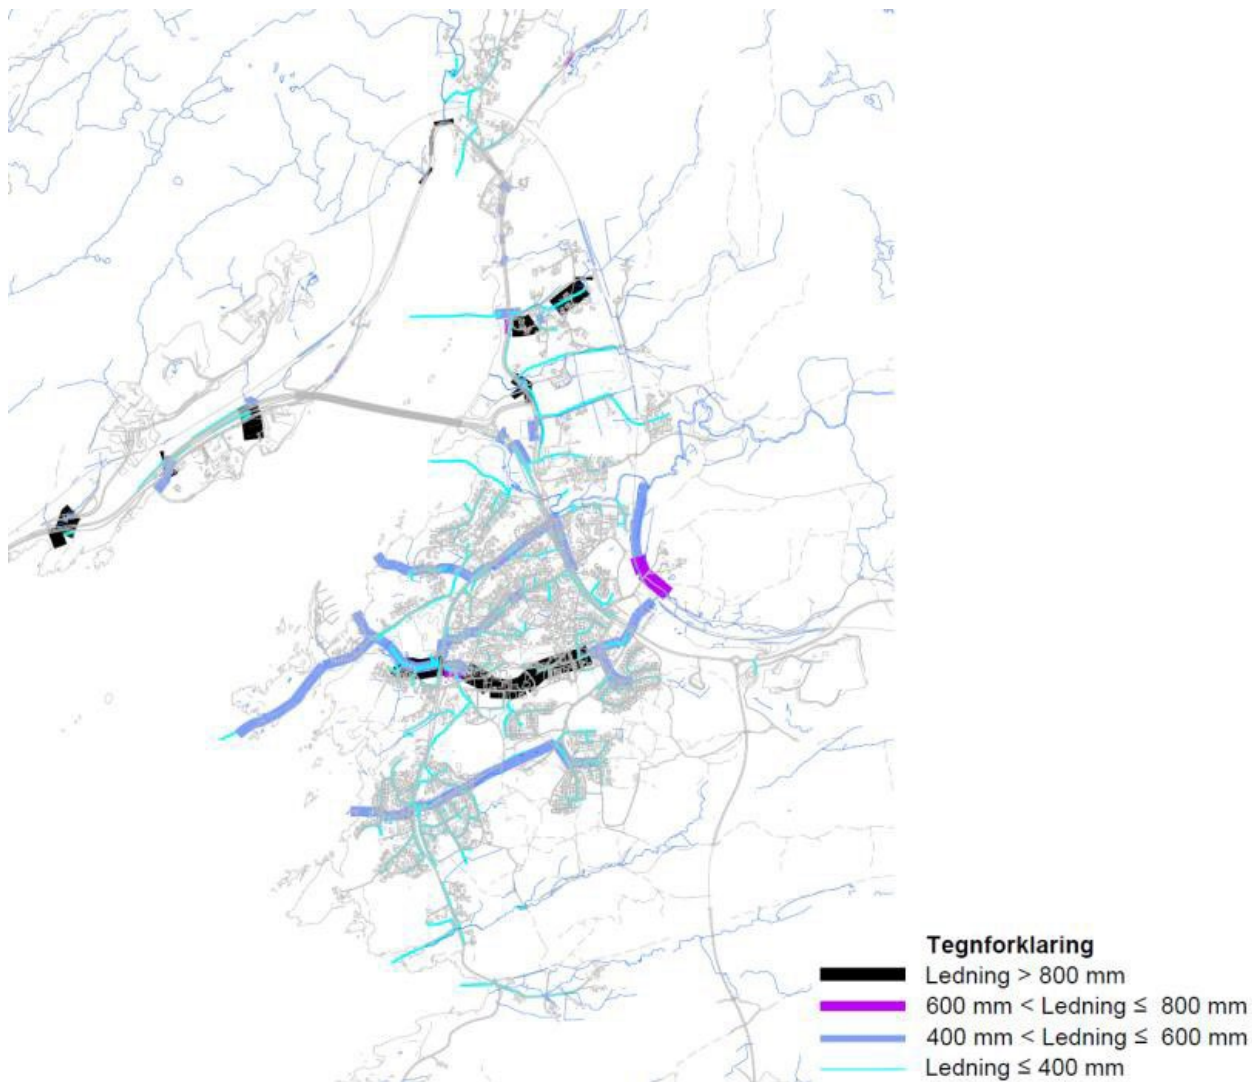 Tegnforklaring
Ledning > 800 mm
600 mm < Ledning ≤ 800 mm
400 mm < Ledning ≤ 600 mm
Ledning ≤ 400 mm